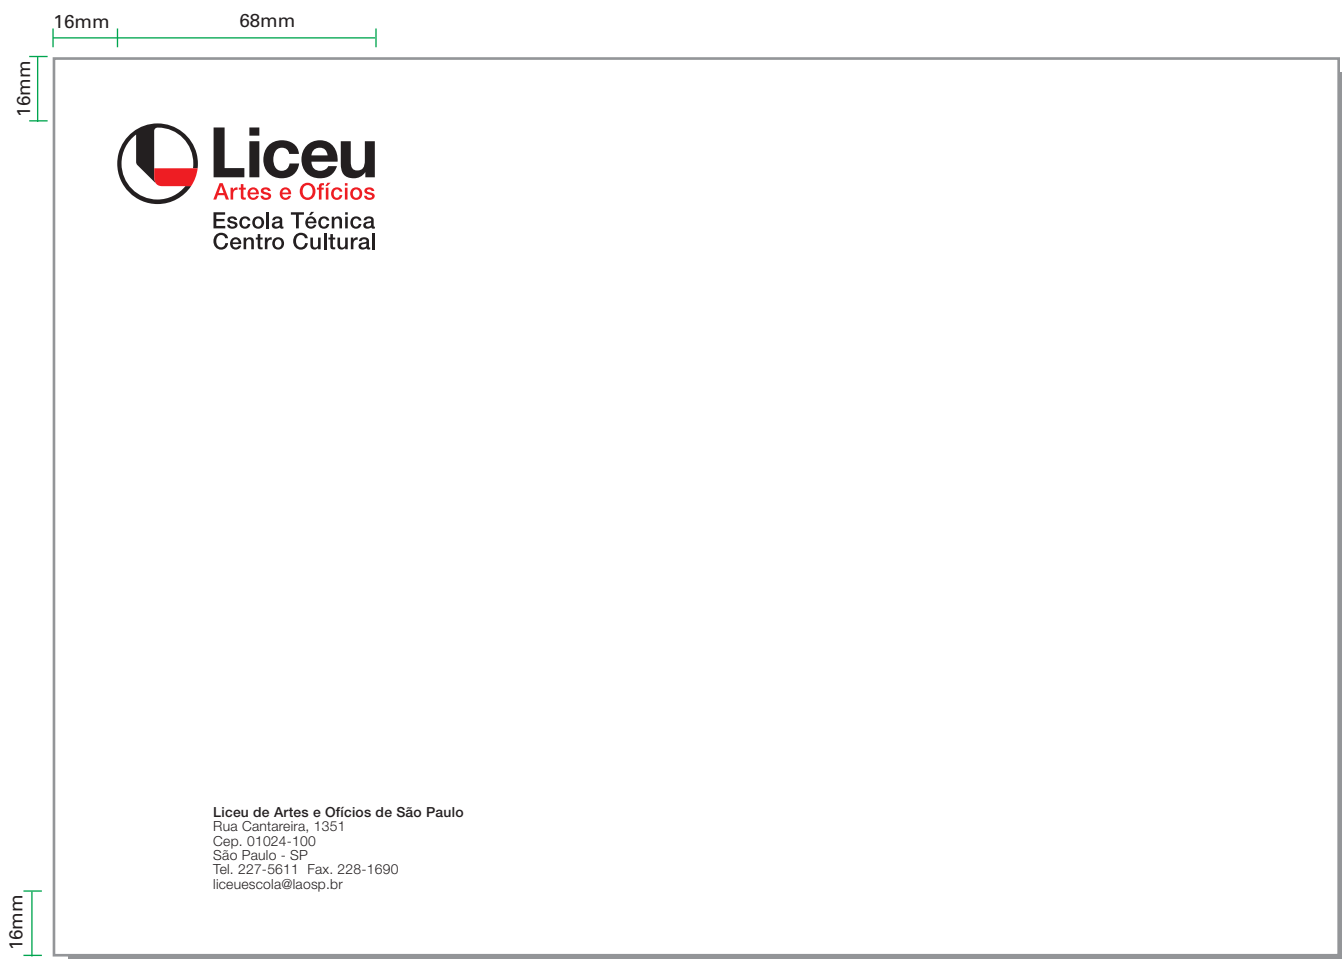 16mm
68mm
16mm
Liceu
Artes e Ofícios
Escola Técnica
Centro Cultural
Liceu de Artes e Ofícios de São Paulo
Rua Cantareira, 1351
Cep. 01024-100
São Paulo - SP
Tel. 227-5611 Fax. 228-1690
liceuescola@laosp.br
16mm